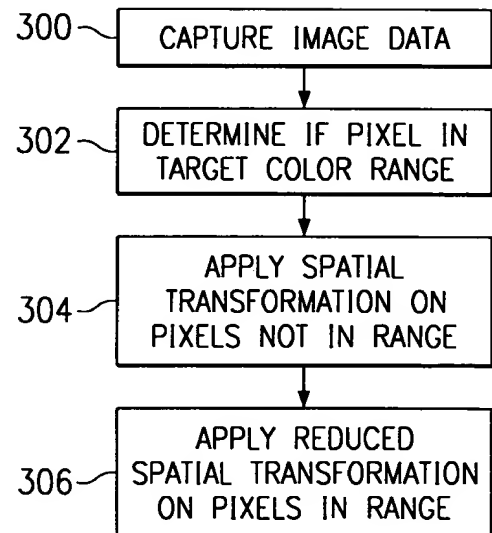 300
CAPTURE IMAGE DATA
302
DETERMINE IF PIXEL IN
TARGET COLOR RANGE
304
APPLY SPATIAL
TRANSFORMATION ON
PIXELS NOT IN RANGE
306
APPLY REDUCED
SPATIAL TRANSFORMATION
ON PIXELS IN RANGE